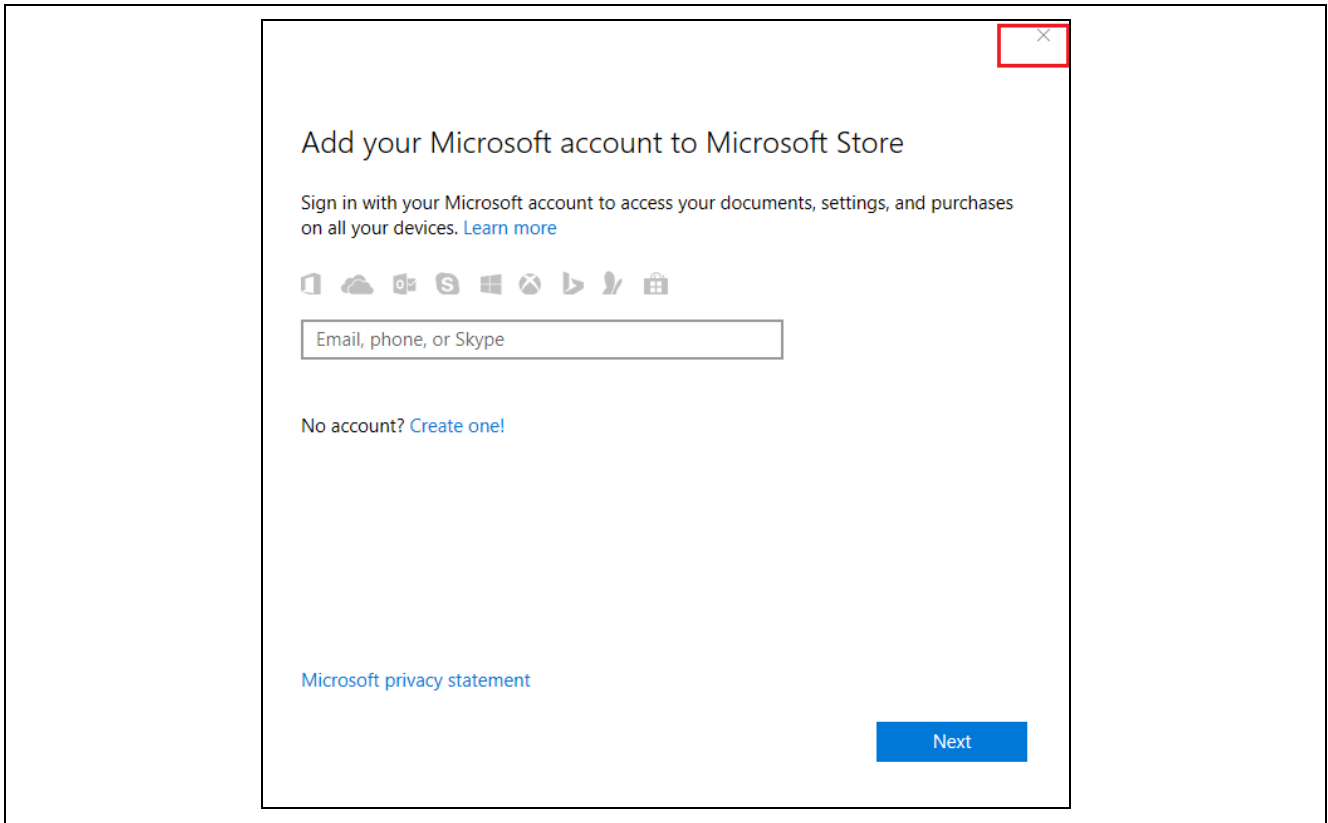 Add your Microsoft account to Microsoft Store
Sign in with your Microsoft account to access your documents, settings, and purchases
on all your devices. Learn more
Email, phone, or Skype
No account? Create one!
Microsoft privacy statement
Next